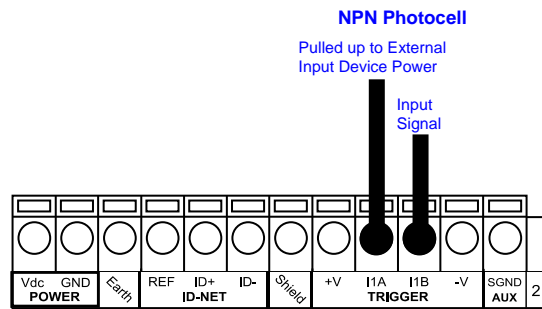 NPN Photocell
Pulled up to External
Input Device Power
Input
Signal
Vdc GND Earth REF ID+ ID- Shield +V I1A I1B -V SGND
POWER ID-NET TRIGGER AUX 2